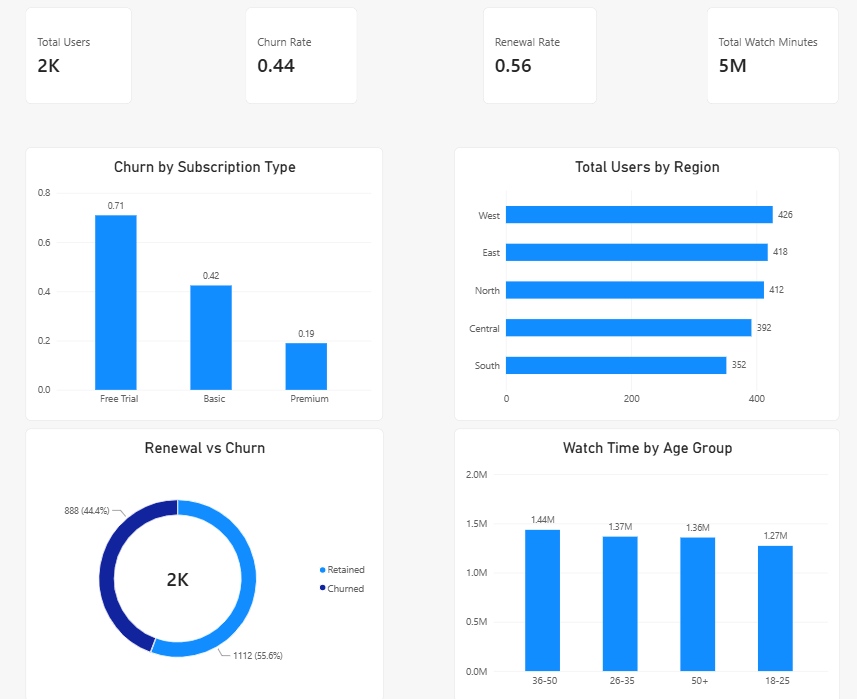 Total Users
2K
Churn Rate
0.44
Renewal Rate
0.56
Total Watch Minutes
5M
Churn by Subscription Type
0.8
0.6
0.4
0.2
0.0
0.71
0.42
0.19
Free Trial
Basic
Premium
Total Users by Region
West
426
East
418
North
412
Central
392
South
352
0
200
400
Renewal vs Churn
888 (44.4%)
2K
1112 (55.6%)
Retained
Churned
Watch Time by Age Group
2.0M
1.5M
1.0M
0.5M
0.0M
1.44M
1.37M
1.36M
1.27M
36-50
26-35
50+
18-25